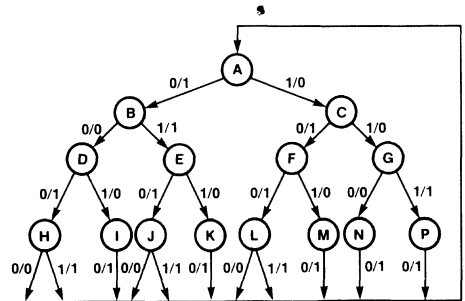 A
0/1 1/0
B C
0/0 1/1 0/1 1/0
D E F G
0/1 1/0 0/1 1/0 0/1 1/0 0/0 1/1
H I J K L M N P
0/0 1/1 0/1 0/0 1/1 0/1 0/0 1/1 0/1 0/1 0/1